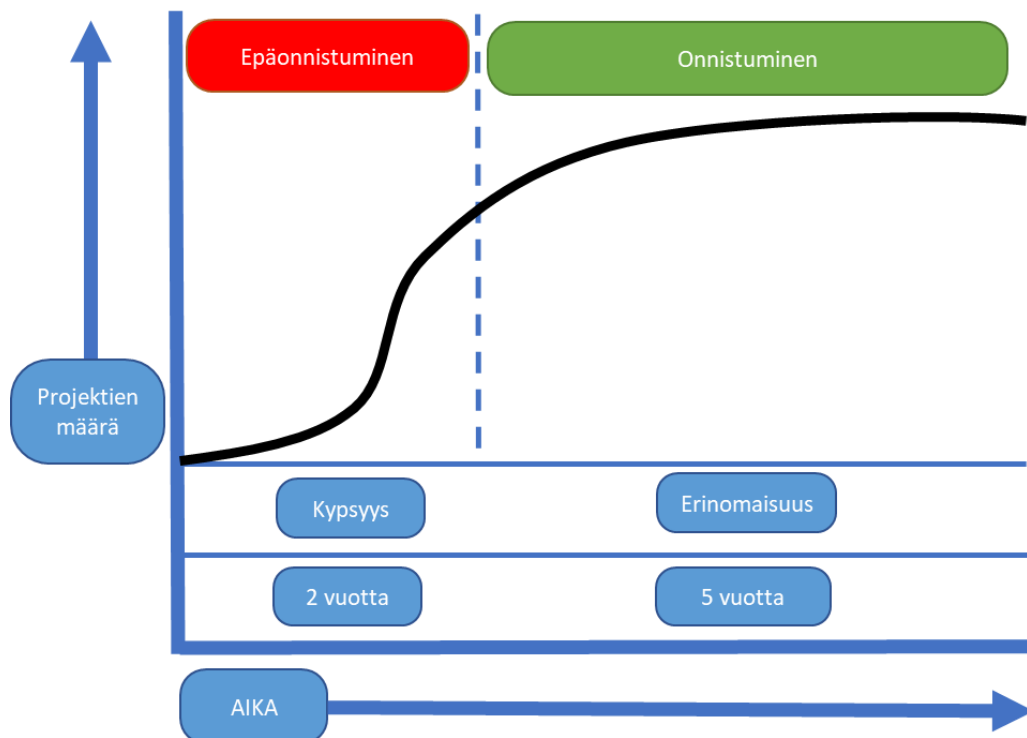 Epäonnistuminen
Onnistuminen
Projektien
määrä
Kypsyys
Erinomaisuus
2 vuotta
5 vuotta
AIKA